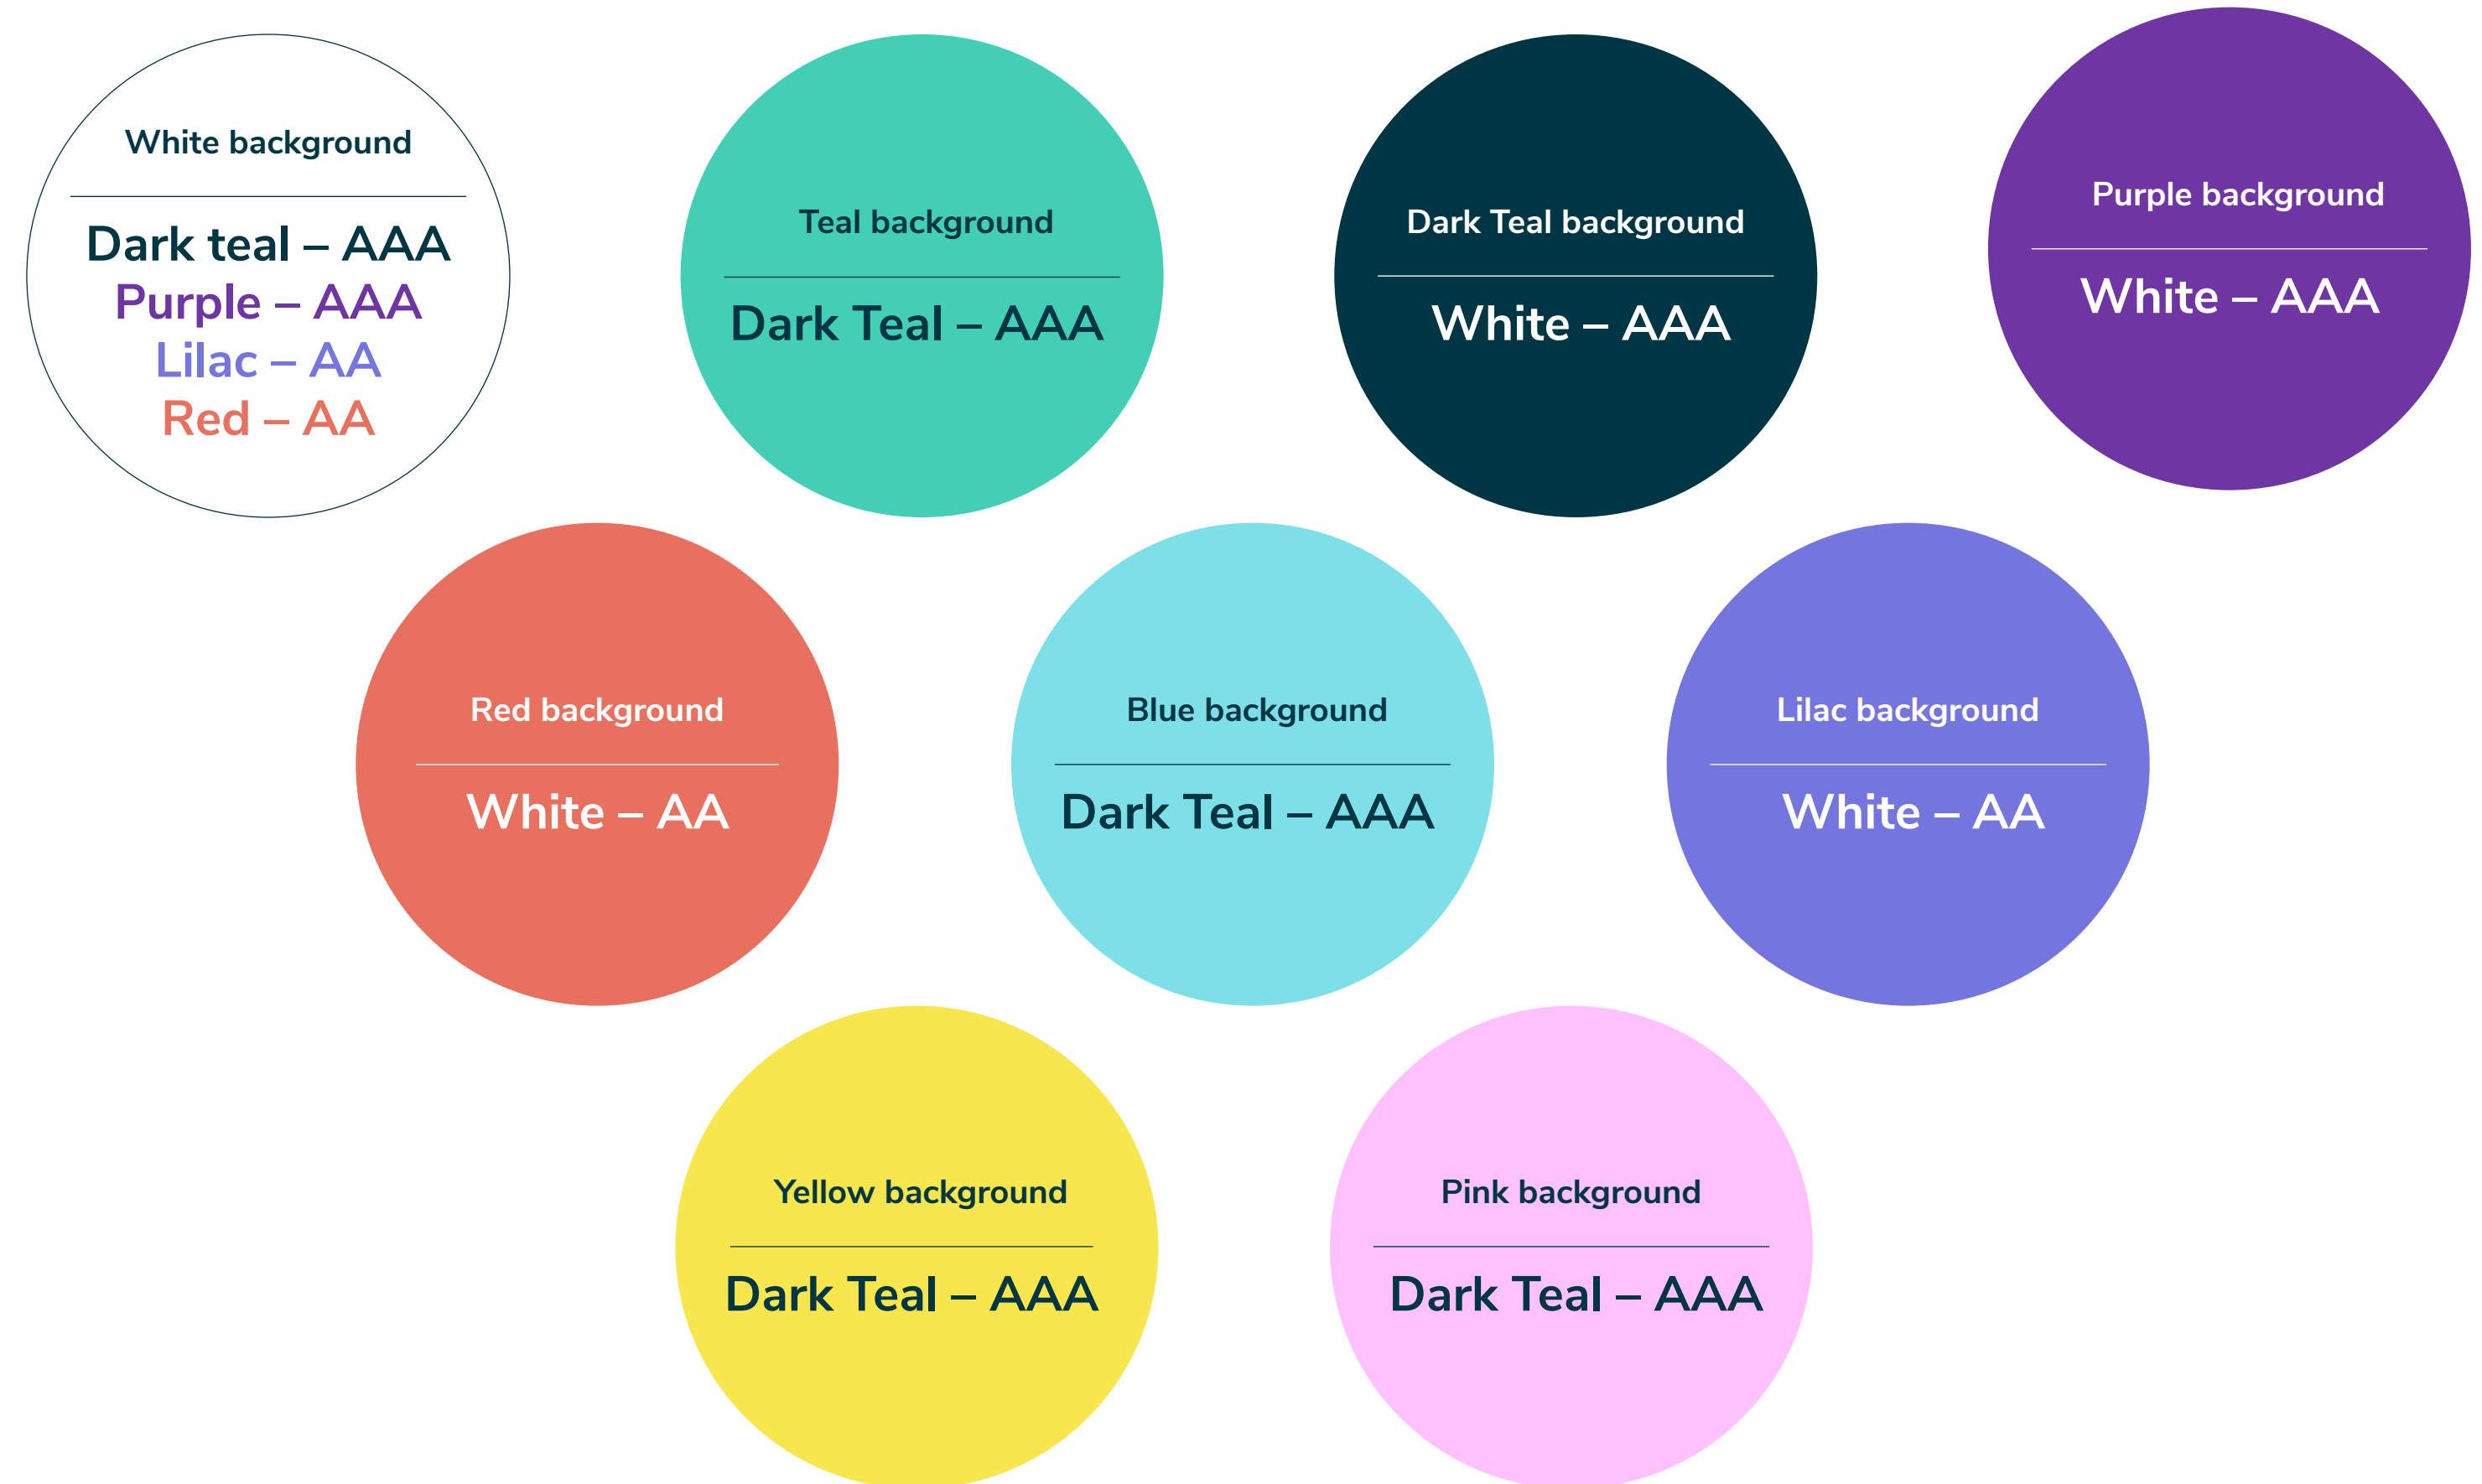 White background
Dark teal – AAA
Purple – AAA
Lilac – AA
Red – AA
Teal background
Dark Teal – AAA
Dark Teal background
White – AAA
Purple background
White – AAA
Red background
White – AA
Blue background
Dark Teal – AAA
Lilac background
White – AA
Yellow background
Dark Teal – AAA
Pink background
Dark Teal – AAA